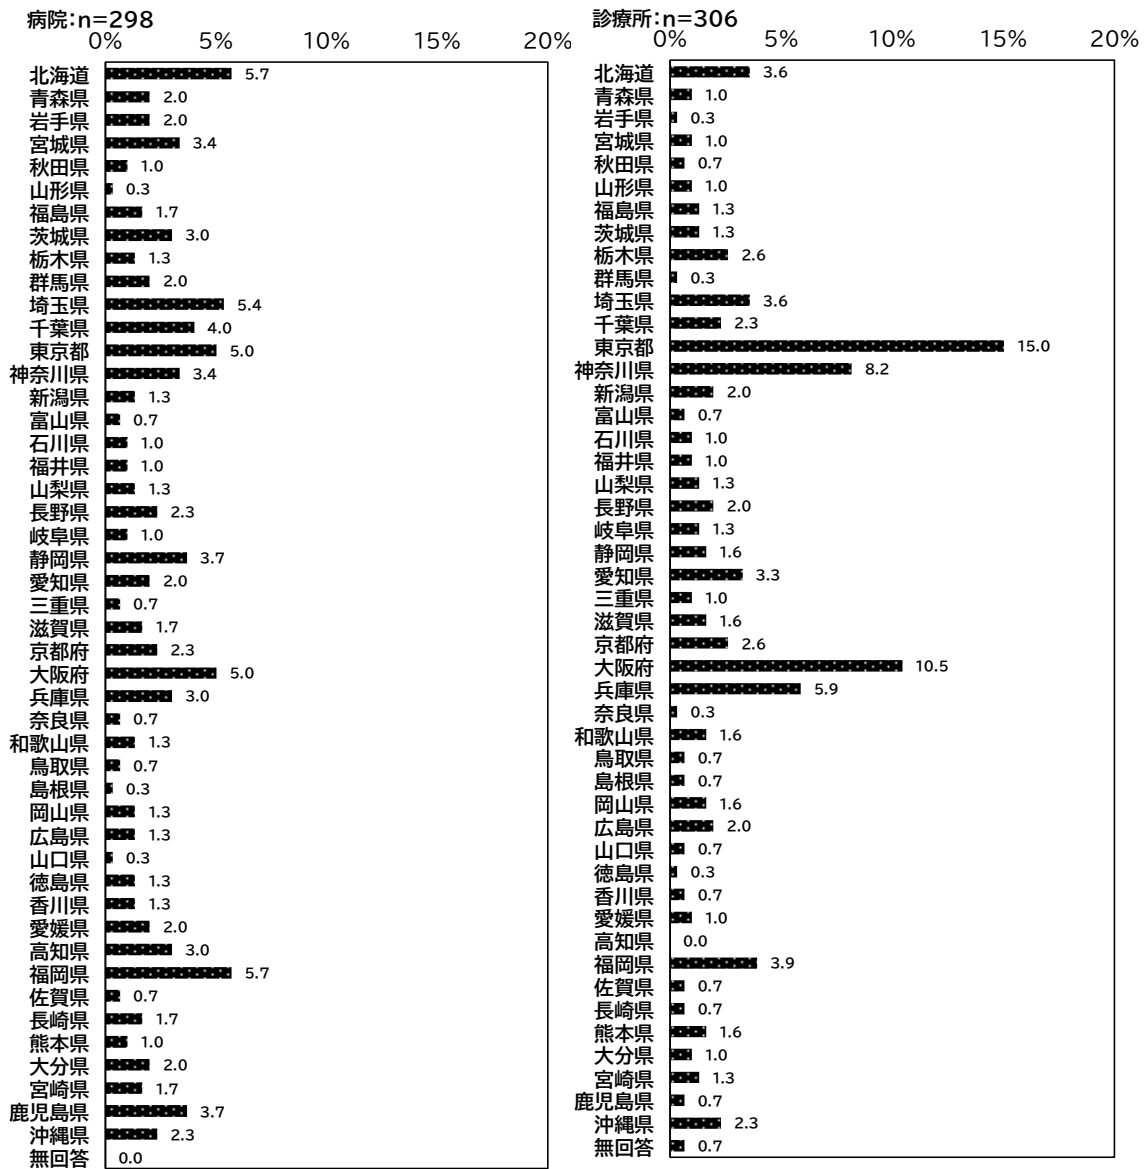 病院：n=298
0% 5% 10% 15% 20%
北海道 5.7
青森県 2.0
岩手県 2.0
宮城県 3.4
秋田県 1.0
山形県 0.3
福島県 1.7
茨城県 3.0
栃木県 1.3
群馬県 2.0
埼玉県 5.4
千葉県 4.0
東京都 5.0
神奈川県 3.4
新潟県 1.3
富山県 0.7
石川県 1.0
福井県 1.0
山梨県 1.3
長野県 2.3
岐阜県 1.0
静岡県 3.7
愛知県 2.0
三重県 0.7
滋賀県 1.7
京都府 2.3
大阪府 5.0
兵庫県 3.0
奈良県 0.7
和歌山県 1.3
鳥取県 0.7
島根県 0.3
岡山県 1.3
広島県 1.3
山口県 0.3
徳島県 1.3
香川県 1.3
愛媛県 2.0
高知県 3.0
福岡県 5.7
佐賀県 0.7
長崎県 1.7
熊本県 1.0
大分県 2.0
宮崎県 1.7
鹿児島県 3.7
沖縄県 2.3
無回答 0.0
診療所：n=306
0% 5% 10% 15% 20%
北海道 3.6
青森県 1.0
岩手県 0.3
宮城県 1.0
秋田県 0.7
山形県 1.0
福島県 1.3
茨城県 1.3
栃木県 2.6
群馬県 0.3
埼玉県 3.6
千葉県 2.3
東京都 15.0
神奈川県 8.2
新潟県 2.0
富山県 0.7
石川県 1.0
福井県 1.0
山梨県 1.3
長野県 2.0
岐阜県 1.3
静岡県 1.6
愛知県 3.3
三重県 1.0
滋賀県 1.6
京都府 2.6
大阪府 10.5
兵庫県 5.9
奈良県 0.3
和歌山県 1.6
鳥取県 0.7
島根県 0.7
岡山県 1.6
広島県 2.0
山口県 0.7
徳島県 0.3
香川県 0.7
愛媛県 1.0
高知県 0.0
福岡県 3.9
佐賀県 0.7
長崎県 0.7
熊本県 1.6
大分県 1.0
宮崎県 1.3
鹿児島県 0.7
沖縄県 2.3
無回答 0.7